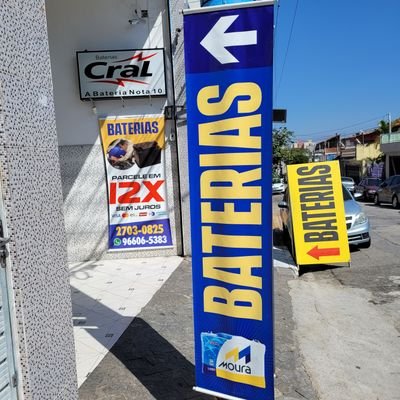 Baterias
Cral
A Bateria Nota 10
BATERIAS
PARCELE EM
12X
SEM JUROS
2703-0825
96606-5383
BATERIAS
MOURA
BATERIAS